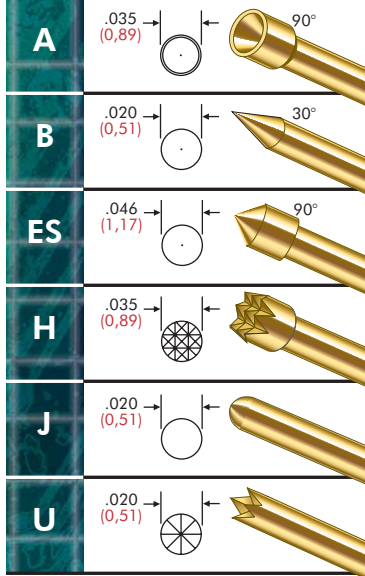 A
.035
(0,89)
90°
B
.020
(0,51)
30°
ES
.046
(1,17)
90°
H
.035
(0,89)
J
.020
(0,51)
U
.020
(0,51)